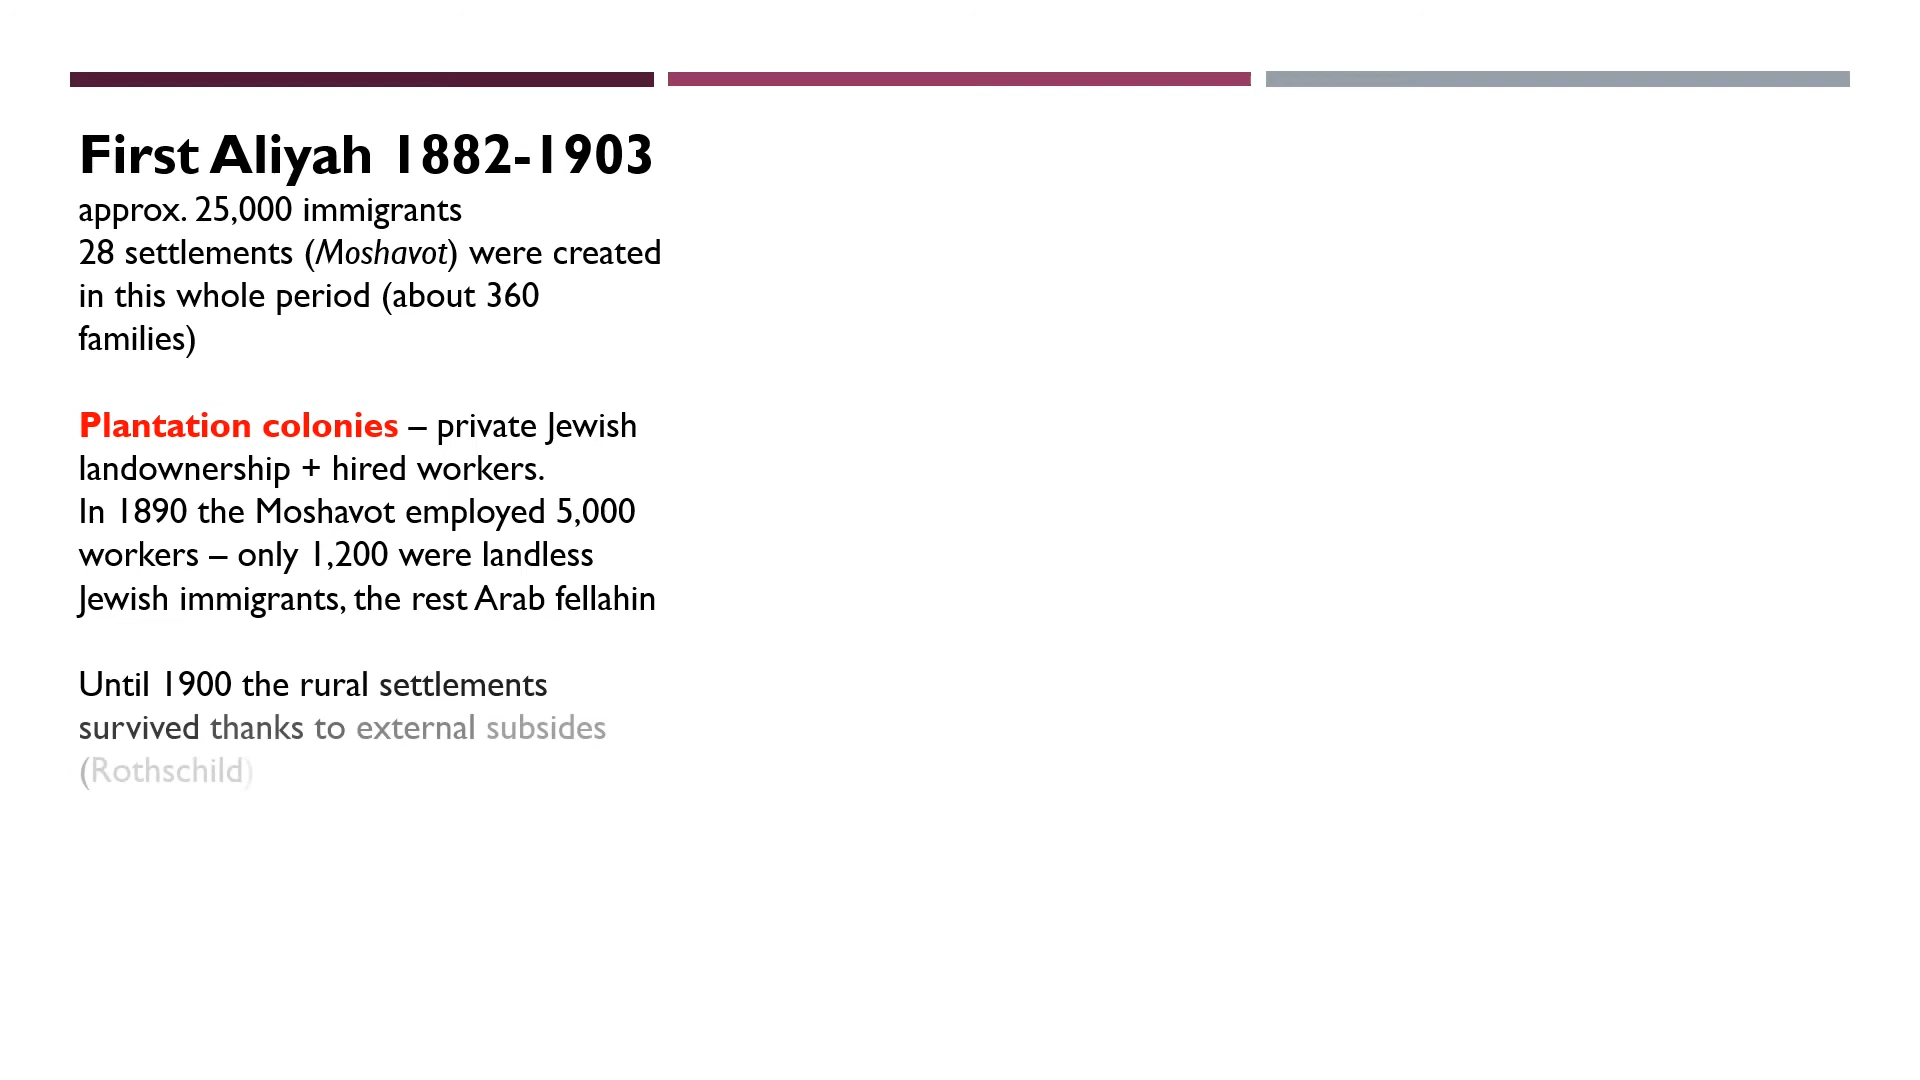 First Aliyah 1882-1903
approx. 25,000 immigrants
28 settlements (Moshavot) were created
in this whole period (about 360
families)
Plantation colonies – private Jewish
landownership + hired workers.
In 1890 the Moshavot employed 5,000
workers – only 1,200 were landless
Jewish immigrants, the rest Arab fellahin
Until 1900 the rural settlements
survived thanks to external subsides
(Rothschild)